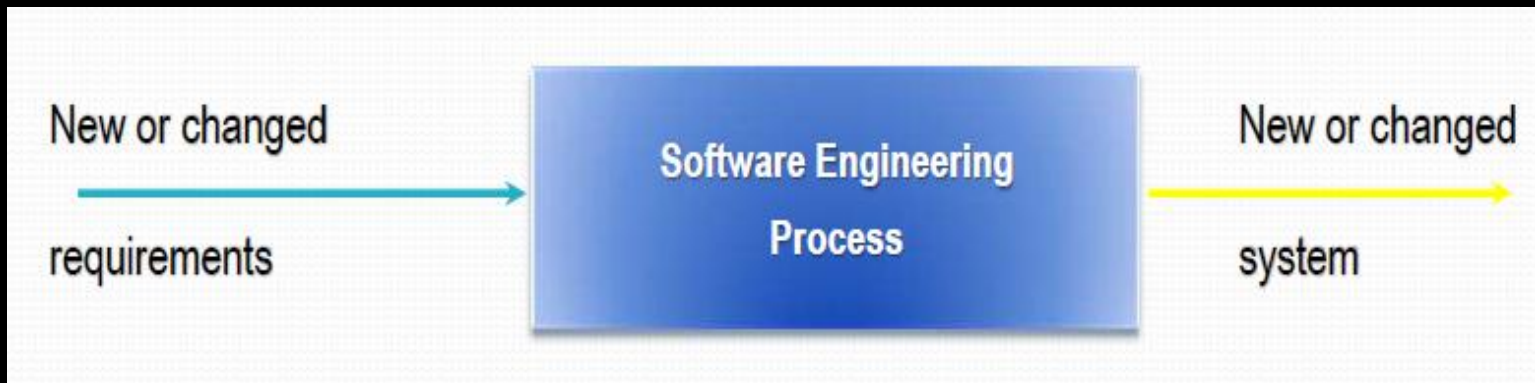 New or changed
requirements
Software Engineering
Process
New or changed
system